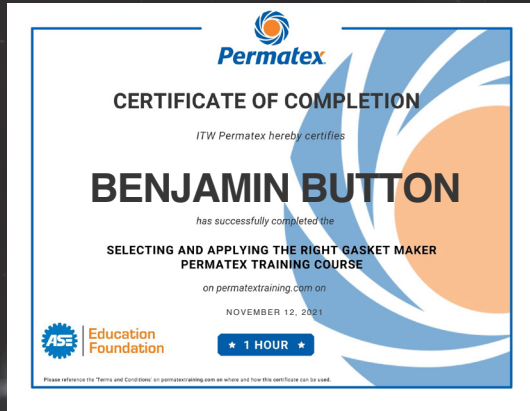 Permatex
CERTIFICATE OF COMPLETION
ITW Permatex hereby certifies
BENJAMIN BUTTON
has successfully completed the
SELECTING AND APPLYING THE RIGHT GASKET MAKER
PERMATEX TRAINING COURSE
on permatextraining.com on
NOVEMBER 12, 2021
ASE Education
Foundation
★ 1 HOUR ★
Please reference the 'Terms and Conditions' on permatextraining.com on where and how this certificate can be used.